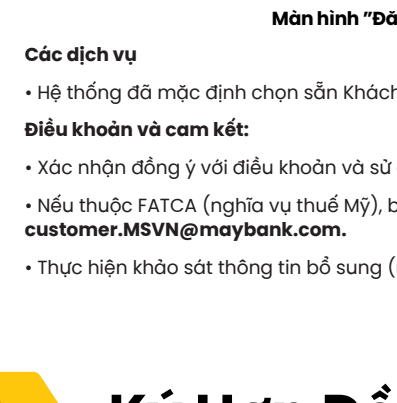 Màn hình "Đă
Các dịch vụ
• Hệ thống đã mặc định chọn sẵn Khách
Điều khoản và cam kết:
• Xác nhận đồng ý với điều khoản và sử
• Nếu thuộc FATCA (nghĩa vụ thuế Mỹ), b
customer.MSVN@maybank.com.
• Thực hiện khảo sát thông tin bổ sung (